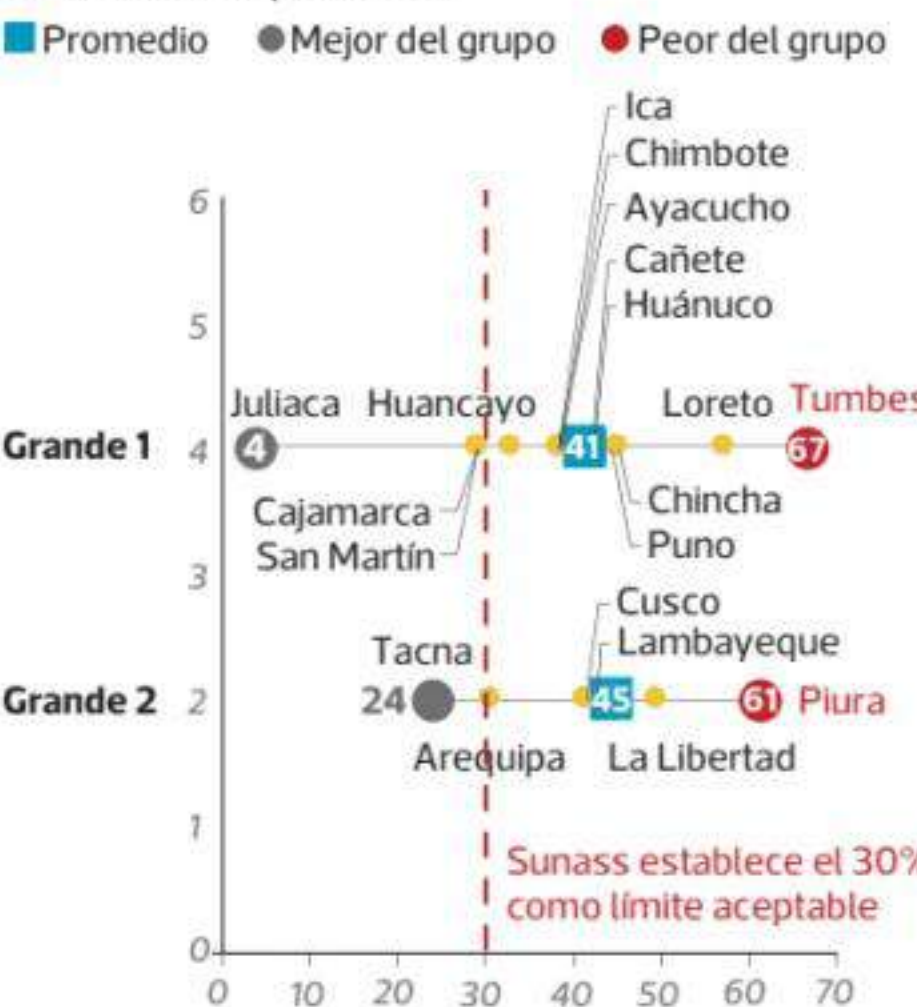 Promedio Mejor del grupo Peor del grupo
Ica
Chimbote
Ayacucho
Cañete
Huánuco
6
5
Juliaca Huancayo Loreto Tumbes
Grande 1 4 4 41 67
Cajamarca Chincha
San Martín Puno
3
Cusco
Lambayeque
Tacna
Grande 2 2 24 45 61 Piura
Arequipa La Libertad
1
Sunass establece el 30%
como límite aceptable
0
0 10 20 30 40 50 60 70